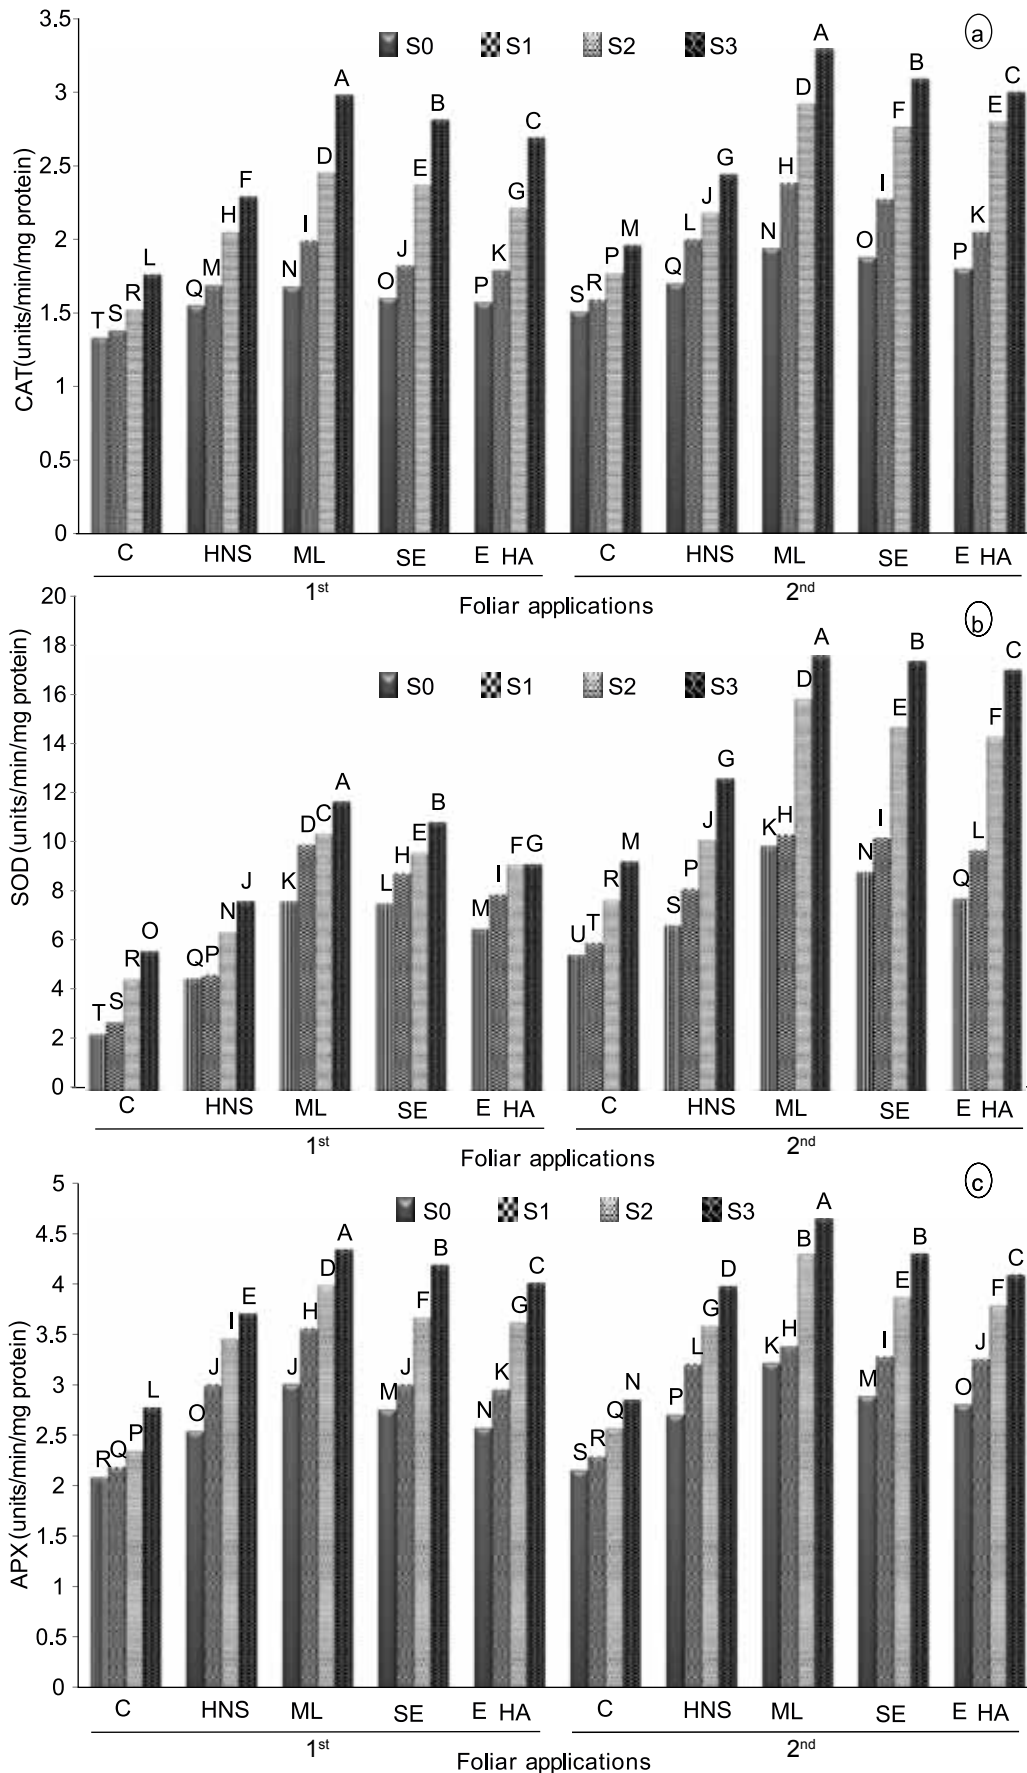 3.5
S0 S1 S2 S3
a
3
2.5
2
1.5
1
0.5
0
CAT(units/min/mg protein)
T S R L Q M H F N I D A O J E B P K G C S R P M Q L J G N H D A O I F B P K E C
C HNS ML SE E HA C HNS ML SE E HA
1st 2nd
Foliar applications
20
18
16
14
12
10
8
6
4
2
0
SOD(units/min/mg protein)
b
S0 S1 S2 S3
T S R O Q P N J K D C A L H E B M I F G U T R M S P J G K H D A N I E B Q L F C
C HNS ML SE E HA C HNS ML SE E HA
1st 2nd
Foliar applications
5
4.5
4
3.5
3
2.5
2
1.5
1
0.5
0
APX(units/min/mg protein)
c
S0 S1 S2 S3
R Q P L O J I E J H D A M J F B N K G C S R Q N P L G D K H B A M I E B O J F C
C HNS ML SE E HA C HNS ML SE E HA
1st 2nd
Foliar applications